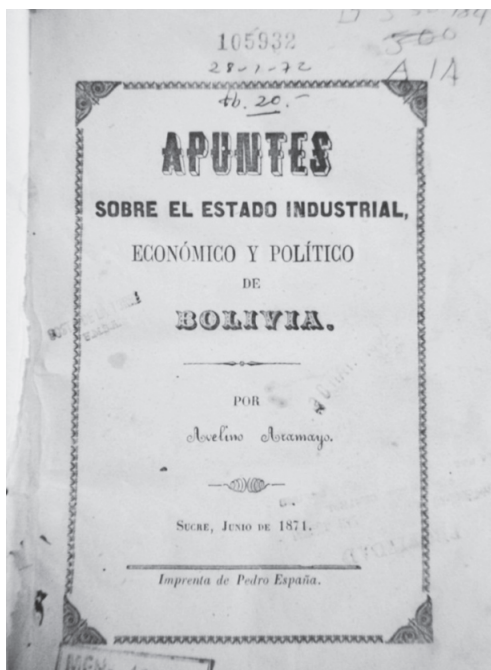 105932
28-1-72
tb. 20.-
APUNTES
SOBRE EL ESTADO INDUSTRIAL,
ECONÓMICO Y POLÍTICO
DE
BOLIVIA.
POR
Avelino Aramayo.
SUCRE, JUNIO DE 1871.
Imprenta de Pedro España.